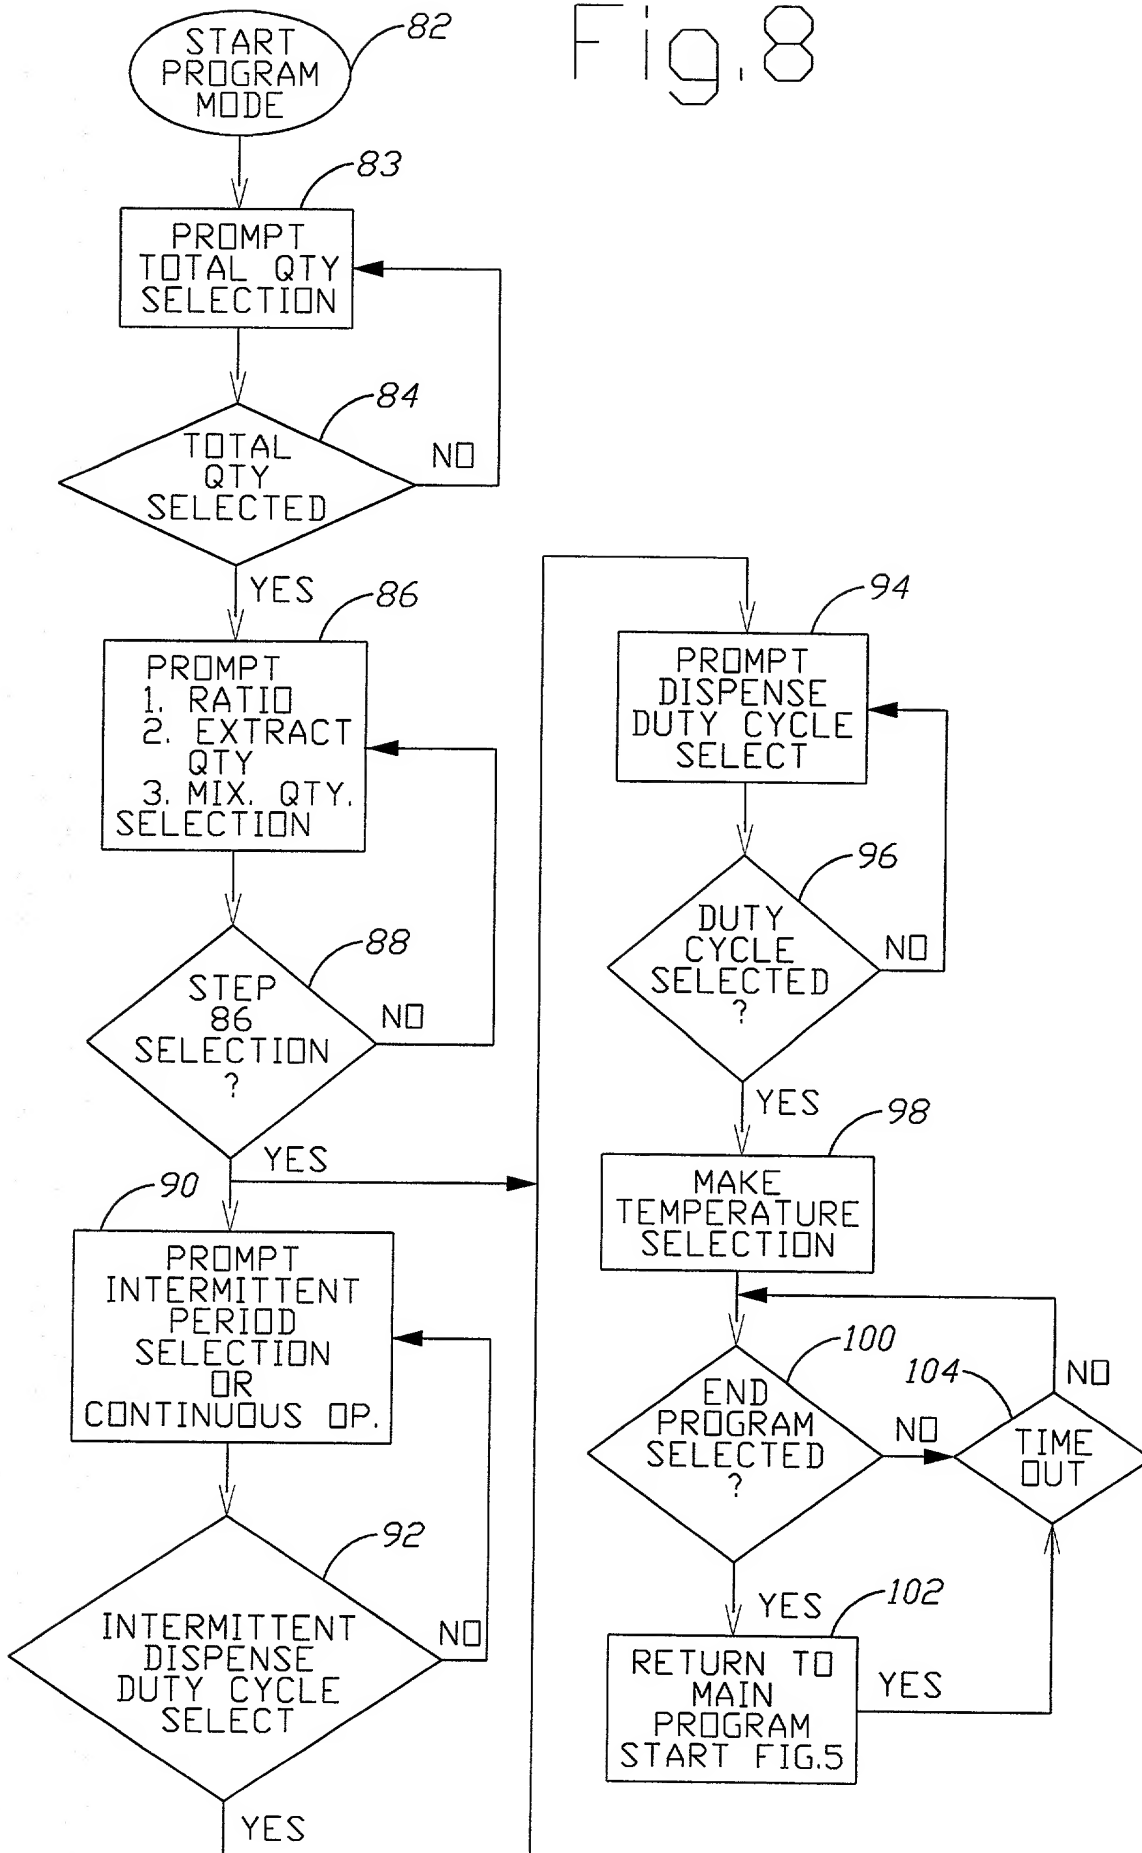 Fig.8
82
START
PROGRAM
MODE
83
PROMPT
TOTAL QTY
SELECTION
84
TOTAL
QTY
SELECTED
NO
YES
86
PROMPT
1. RATIO
2. EXTRACT
QTY
3. MIX. QTY.
SELECTION
88
STEP
86
SELECTION
?
NO
YES
90
PROMPT
INTERMITTENT
PERIOD
SELECTION
OR
CONTINUOUS OP.
92
INTERMITTENT
DISPENSE
DUTY CYCLE
SELECT
NO
YES
94
PROMPT
DISPENSE
DUTY CYCLE
SELECT
96
DUTY
CYCLE
SELECTED
?
NO
YES
98
MAKE
TEMPERATURE
SELECTION
100
END
PROGRAM
SELECTED
?
NO
104
TIME
OUT
NO
YES
102
RETURN TO
MAIN
PROGRAM
START FIG.5
YES